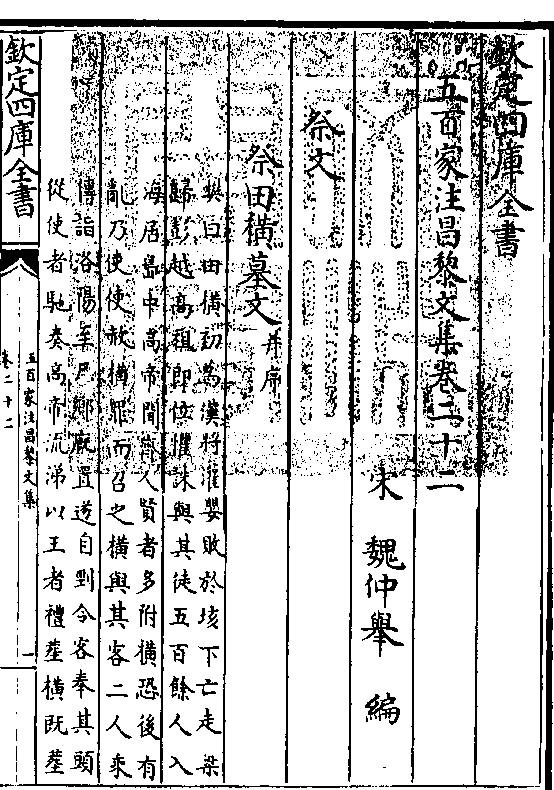 欽定四庫全書
五百家注昌黎文集卷二十二
宋 魏仲舉 編
祭文
祭田橫墓文 并序
樊曰田橫初為漢將灌嬰敗於垓下亡走梁
歸彭越高祖即位懼誅與其徒五百餘人入
海居島中高帝聞齊人賢者多附橫恐後有
亂乃使使赦橫罪而召之橫與其客二人乘
傳詣洛陽至尸鄉廐置遂自剄令客奉其頭
從使者馳奏高帝流涕以王者禮葬橫既葬
欽定四庫全書
五百家注昌黎文集
卷二十二
一